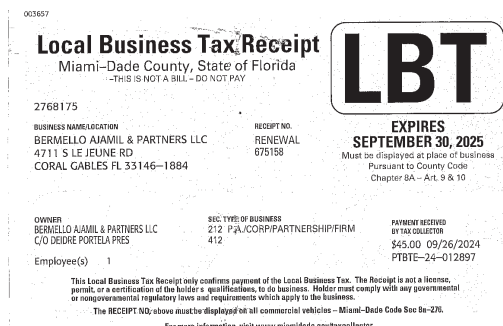 003657
Local Business Tax Receipt
Miami–Dade County, State of Florida
–THIS IS NOT A BILL – DO NOT PAY
LBT
2768175
BUSINESS NAME/LOCATION
BERMELLO AJAMIL & PARTNERS LLC
4711 S LE JEUNE RD
CORAL GABLES FL 33146–1884
RECEIPT NO.
RENEWAL
675158
EXPIRES
SEPTEMBER 30, 2025
Must be displayed at place of business
Pursuant to County Code
Chapter 8A – Art. 9 & 10
OWNER
BERMELLO AJAMIL & PARTNERS LLC
C/O DEIDRE PORTELA PRES
Employee(s) 1
SEC. TYPE OF BUSINESS
212 P.A./CORP/PARTNERSHIP/FIRM
412
PAYMENT RECEIVED
BY TAX COLLECTOR
$45.00 09/26/2024
PTBTE–24–012897
This Local Business Tax Receipt only confirms payment of the Local Business Tax. The Receipt is not a license,
permit, or a certification of the holder s qualifications, to do business. Holder must comply with any governmental
or nongovernmental regulatory laws and requirements which apply to the business.
The RECEIPT NO. above must be displayed on all commercial vehicles – Miami–Dade Code Sec 8a–276.
For more information, visit www.miamidade.gov/taxcollector